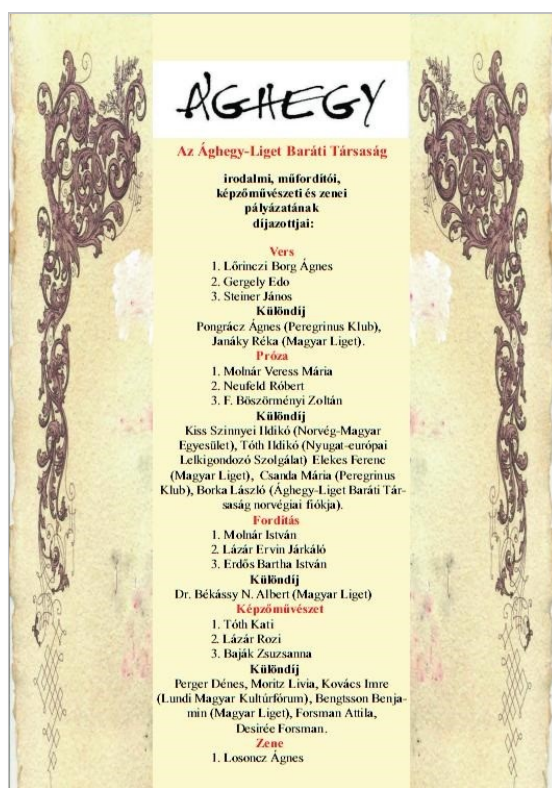 ÁGHEGY
Az Ághegy-Liget Baráti Társaság
irodalmi, műfordítói,
képzőművészeti és zenei
pályázatának
díjazottjai:
Vers
1. Lőrinczi Borg Ágnes
2. Gergely Edo
3. Steiner János
Különdíj
Pongrácz Ágnes (Peregrinus Klub),
Janáky Réka (Magyar Liget).
Próza
1. Molnár Veress Mária
2. Neufeld Róbert
3. F. Böszörményi Zoltán
Különdíj
Kiss Szinnyei Ildikó (Norvég-Magyar
Egyesület), Tóth Ildikó (Nyugat-európai
Lelkigondozó Szolgálat) Elekes Ferenc
(Magyar Liget), Csanda Mária (Peregrinus
Klub), Borka László (Ághegy-Liget Baráti Tár-
saság norvégiai fiókja).
Fordítás
1. Molnár István
2. Lázár Ervin Járkáló
3. Erdős Bartha István
Különdíj
Dr. Békássy N. Albert (Magyar Liget)
Képzőművészet
1. Tóth Kati
2. Lázár Rozi
3. Baják Zsuzsanna
Különdíj
Perger Dénes, Moritz Livia, Kovács Imre
(Lundi Magyar Kultúrfórum), Bengtsson Benja-
min (Magyar Liget), Forsman Attila,
Desirée Forsman.
Zene
1. Losoncz Ágnes